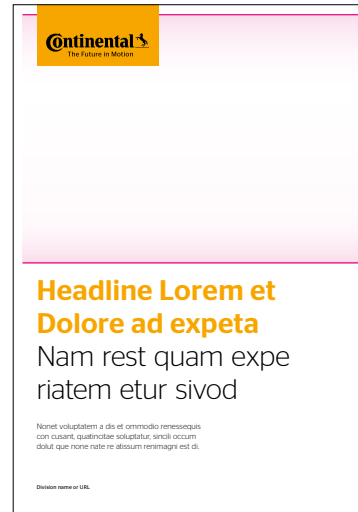 Continental
The Future in Motion
Headline Lorem et
Dolore ad expeta
Nam rest quam expe
riatem etur sivod
Nonet voluptatem a dis et ommodio renessequis
con cusant, quatincitae soluptatur, sincili occum
dolut que none nate re atissum renimagni est di.
Division name or URL